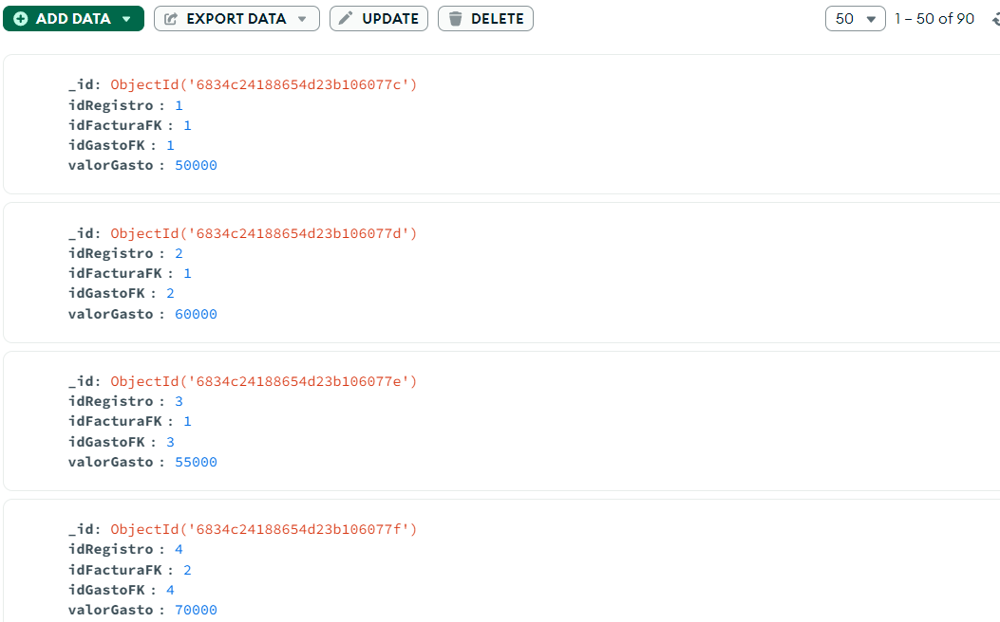 ADD DATA EXPORT DATA UPDATE DELETE 50 1 – 50 of 90
_id: ObjectId('6834c24188654d23b106077c')
idRegistro : 1
idFacturaFK : 1
idGastoFK : 1
valorGasto : 50000
_id: ObjectId('6834c24188654d23b106077d')
idRegistro : 2
idFacturaFK : 1
idGastoFK : 2
valorGasto : 60000
_id: ObjectId('6834c24188654d23b106077e')
idRegistro : 3
idFacturaFK : 1
idGastoFK : 3
valorGasto : 55000
_id: ObjectId('6834c24188654d23b106077f')
idRegistro : 4
idFacturaFK : 2
idGastoFK : 4
valorGasto : 70000